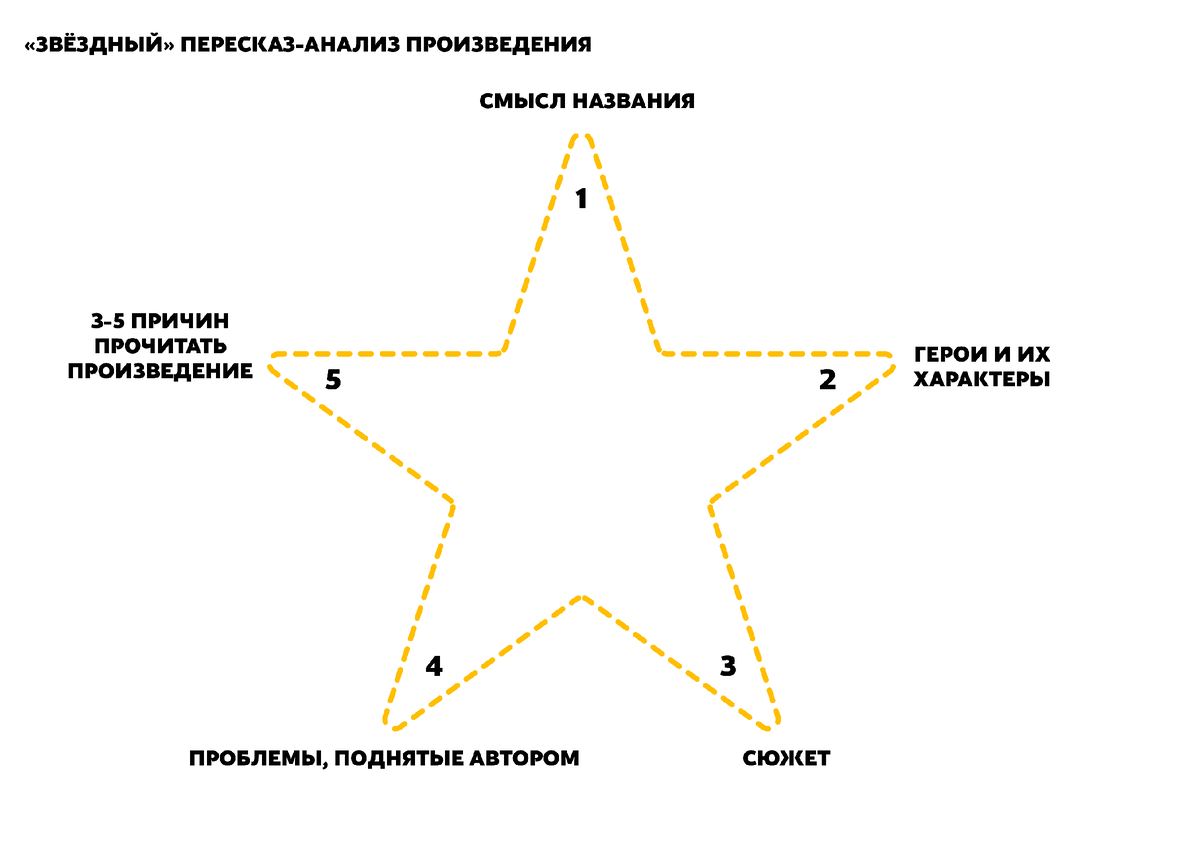 «ЗВЁЗДНЫЙ» ПЕРЕСКАЗ-АНАЛИЗ ПРОИЗВЕДЕНИЯ
СМЫСЛ НАЗВАНИЯ
1
3-5 ПРИЧИН
ПРОЧИТАТЬ
ПРОИЗВЕДЕНИЕ
5
2
ГЕРОИ И ИХ
ХАРАКТЕРЫ
4
3
ПРОБЛЕМЫ, ПОДНЯТЫЕ АВТОРОМ
СЮЖЕТ